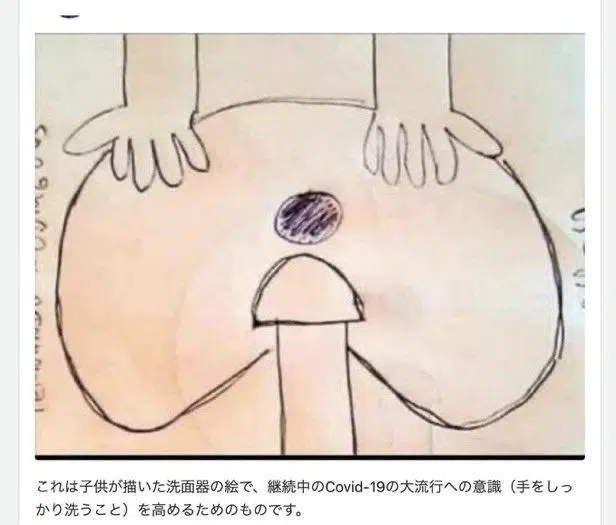 これは子供が描いた洗面器の絵で、継続中のCovid-19の大流行への意識（手をしっ
かり洗うこと）を高めるためのものです。